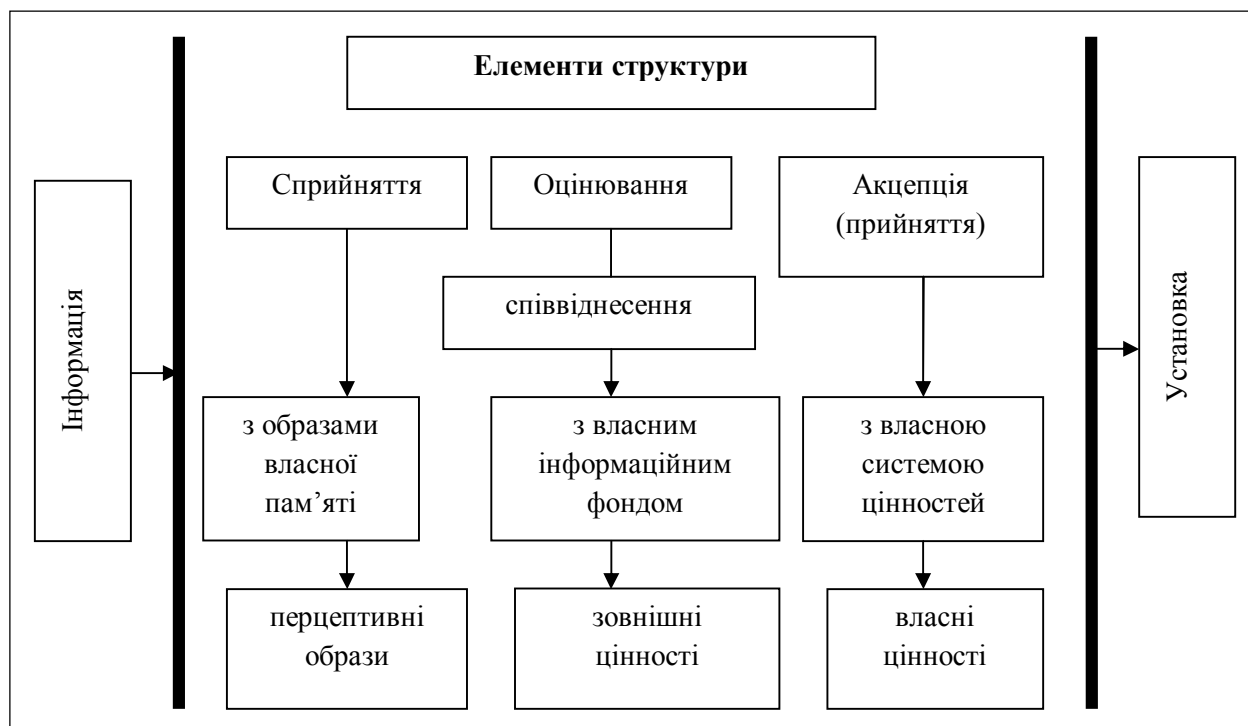 Елементи структури
Інформація
Сприйняття
Оцінювання
Акцепція
(прийняття)
співвіднесення
з образами
власної
пам’яті
з власним
інформаційним
фондом
з власною
системою
цінностей
перцептивні
образи
зовнішні
цінності
власні
цінності
Установка